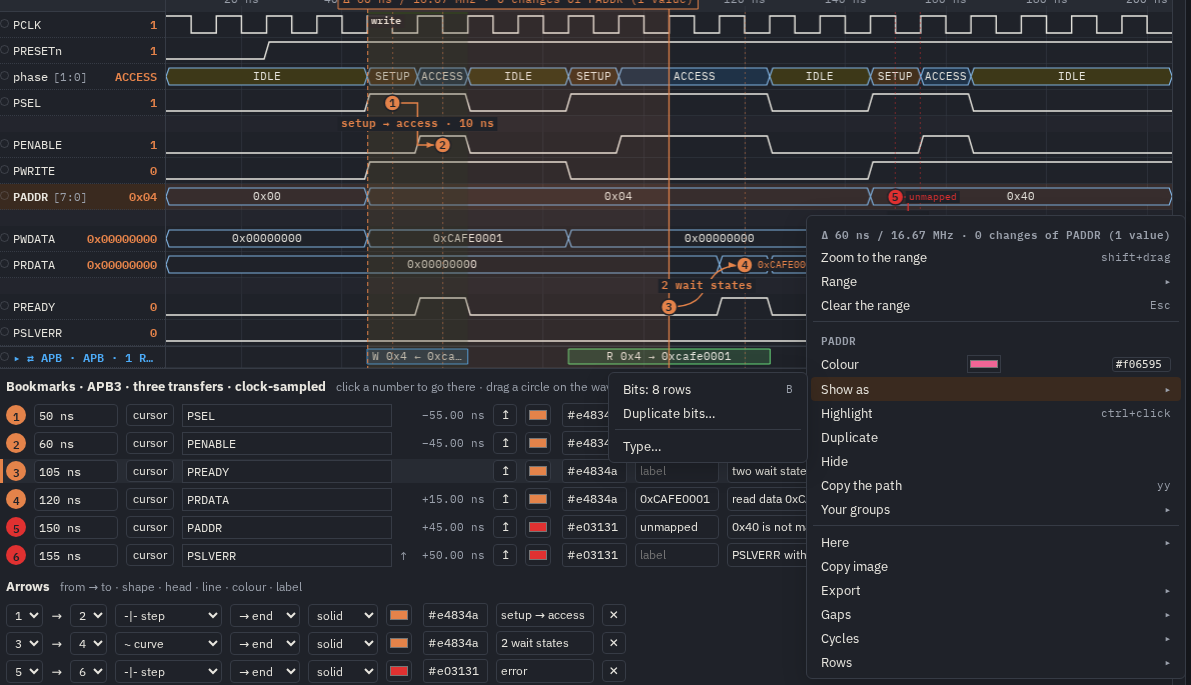 PCLK 1 write
PRESETn 1
phase [1:0] ACCESS IDLE SETUP ACCESS IDLE SETUP ACCESS IDLE SETUP ACCESS IDLE
PSEL 1 1
setup → access · 10 ns
PENABLE 1 2
PWRITE 0
PADDR [7:0] 0x04 0x00 0x04 5 unmapped 0x40
PWDATA 0x00000000 0x00000000 0xCAFE0001 0x00000000
PRDATA 0x00000000 0x00000000 4 0xCAFE00
2 wait states
PREADY 0 3
PSLVERR 0
▸ ⇄ APB · APB · 1 R… W 0x4 ← 0xca… R 0x4 → 0xcafe0001
Δ 60 ns / 16.67 MHz · 0 changes of PADDR (1 value)
Zoom to the range shift+drag
Range ▸
Clear the range Esc
PADDR
Colour #f06595
Show as ▸
Highlight ctrl+click
Duplicate
Hide
Copy the path yy
Your groups ▸
Here ▸
Copy image
Export ▸
Gaps ▸
Cycles ▸
Rows ▸
Bits: 8 rows B
Duplicate bits…
Type…
Bookmarks · APB3 · three transfers · clock-sampled click a number to go there · drag a circle on the wav
1 50 ns cursor PSEL −55.00 ns ↥ #e4834
2 60 ns cursor PENABLE −45.00 ns ↥ #e4834
3 105 ns cursor PREADY ↥ #e4834a label two wait state
4 120 ns cursor PRDATA +15.00 ns ↥ #e4834a 0xCAFE0001 read data 0xC
5 150 ns cursor PADDR +45.00 ns ↥ #e03131 unmapped 0x40 is not m
6 155 ns cursor PSLVERR ↑ +50.00 ns ↥ #e03131 label PSLVERR with
Arrows from → to · shape · head · line · colour · label
1 → 2 -|- step → end solid #e4834a setup → access ✕
3 → 4 ~ curve → end solid #e4834a 2 wait states ✕
5 → 6 -|- step → end solid #e03131 error ✕